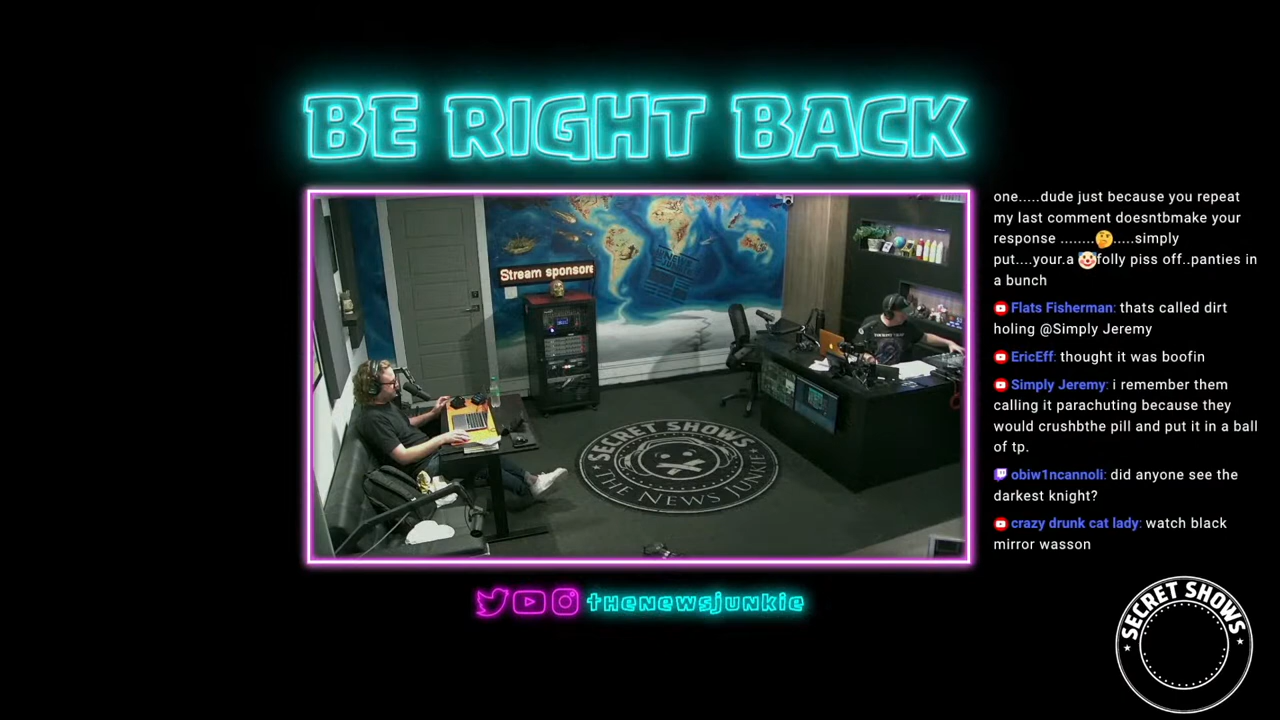 BE RIGHT BACK
Stream sponsore
SECRET SHOWS
THE NEWS JUNKIE
thenewsjunkie
one.....dude just because you repeat
my last comment doesntbmake your
response ........🤔.....simply
put....your.a 🤡folly piss off..panties in
a bunch
Flats Fisherman: thats called dirt
holing @Simply Jeremy
EricEff: thought it was boofin
Simply Jeremy: i remember them
calling it parachuting because they
would crushbthe pill and put it in a ball
of tp.
obiw1ncannoli: did anyone see the
darkest knight?
crazy drunk cat lady: watch black
mirror wasson
SECRET SHOWS